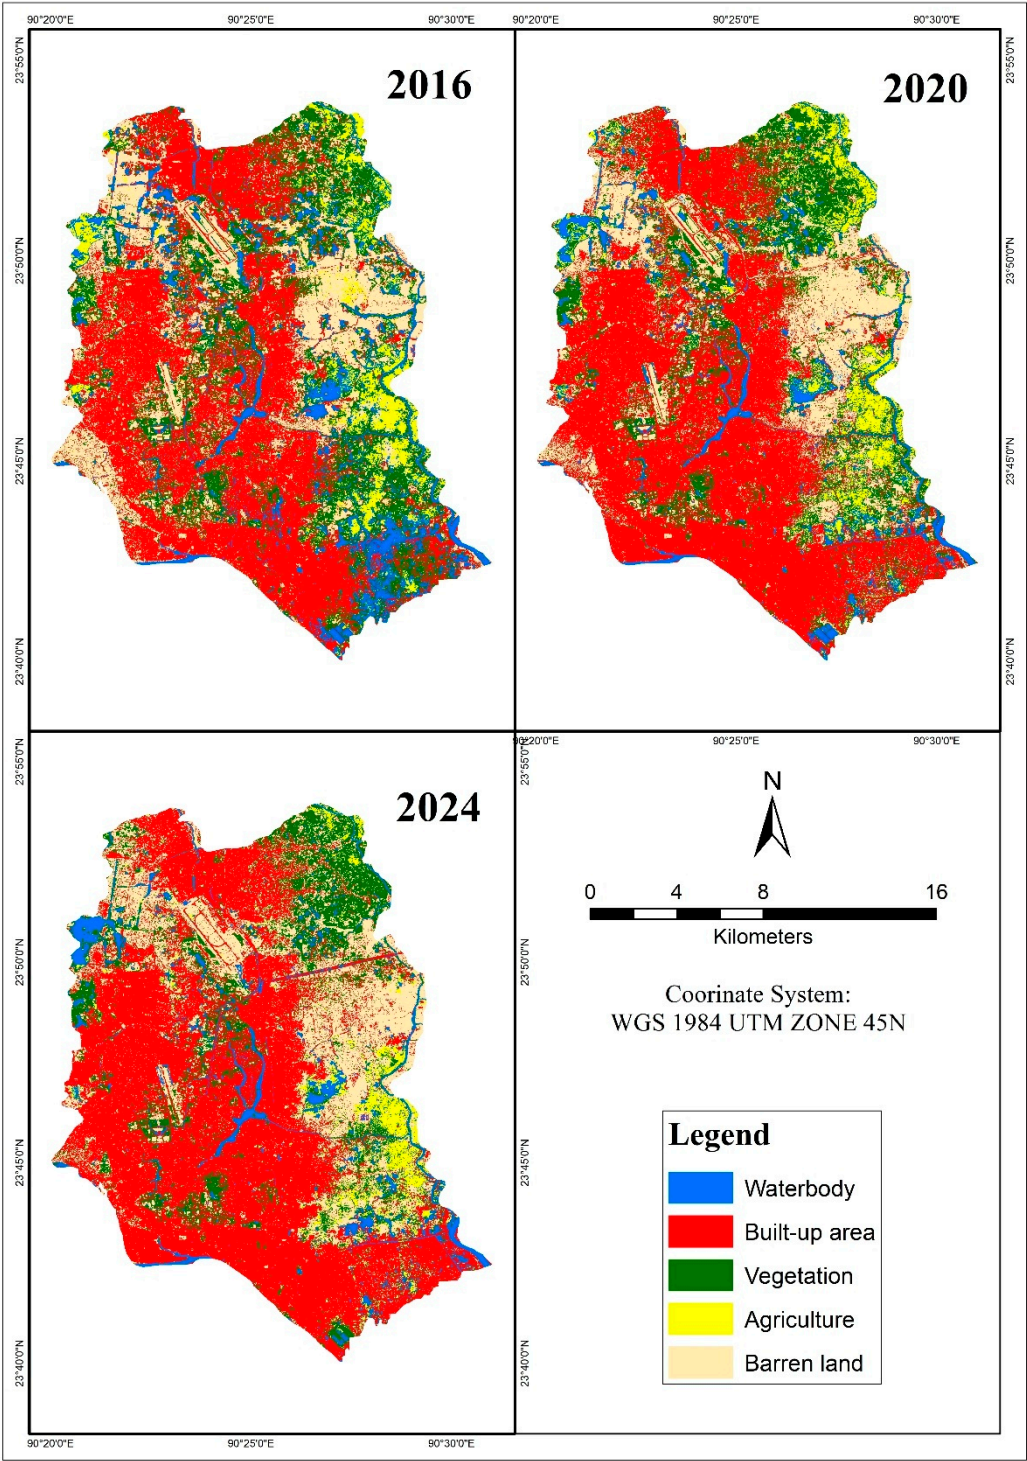 90°20'0"E 90°25'0"E 90°30'0"E 90°20'0"E 90°25'0"E 90°30'0"E
23°55'0"N
23°50'0"N
23°45'0"N
23°40'0"N
2016
2020
23°55'0"N
23°50'0"N
23°45'0"N
23°40'0"N
90°20'0"E 90°25'0"E 90°30'0"E
23°55'0"N
23°50'0"N
23°45'0"N
23°40'0"N
2024
23°55'0"N
23°50'0"N
23°45'0"N
23°40'0"N
90°20'0"E 90°25'0"E 90°30'0"E
N
0 4 8 16
Kilometers
Coorinate System:
WGS 1984 UTM ZONE 45N
Legend
Waterbody
Built-up area
Vegetation
Agriculture
Barren land